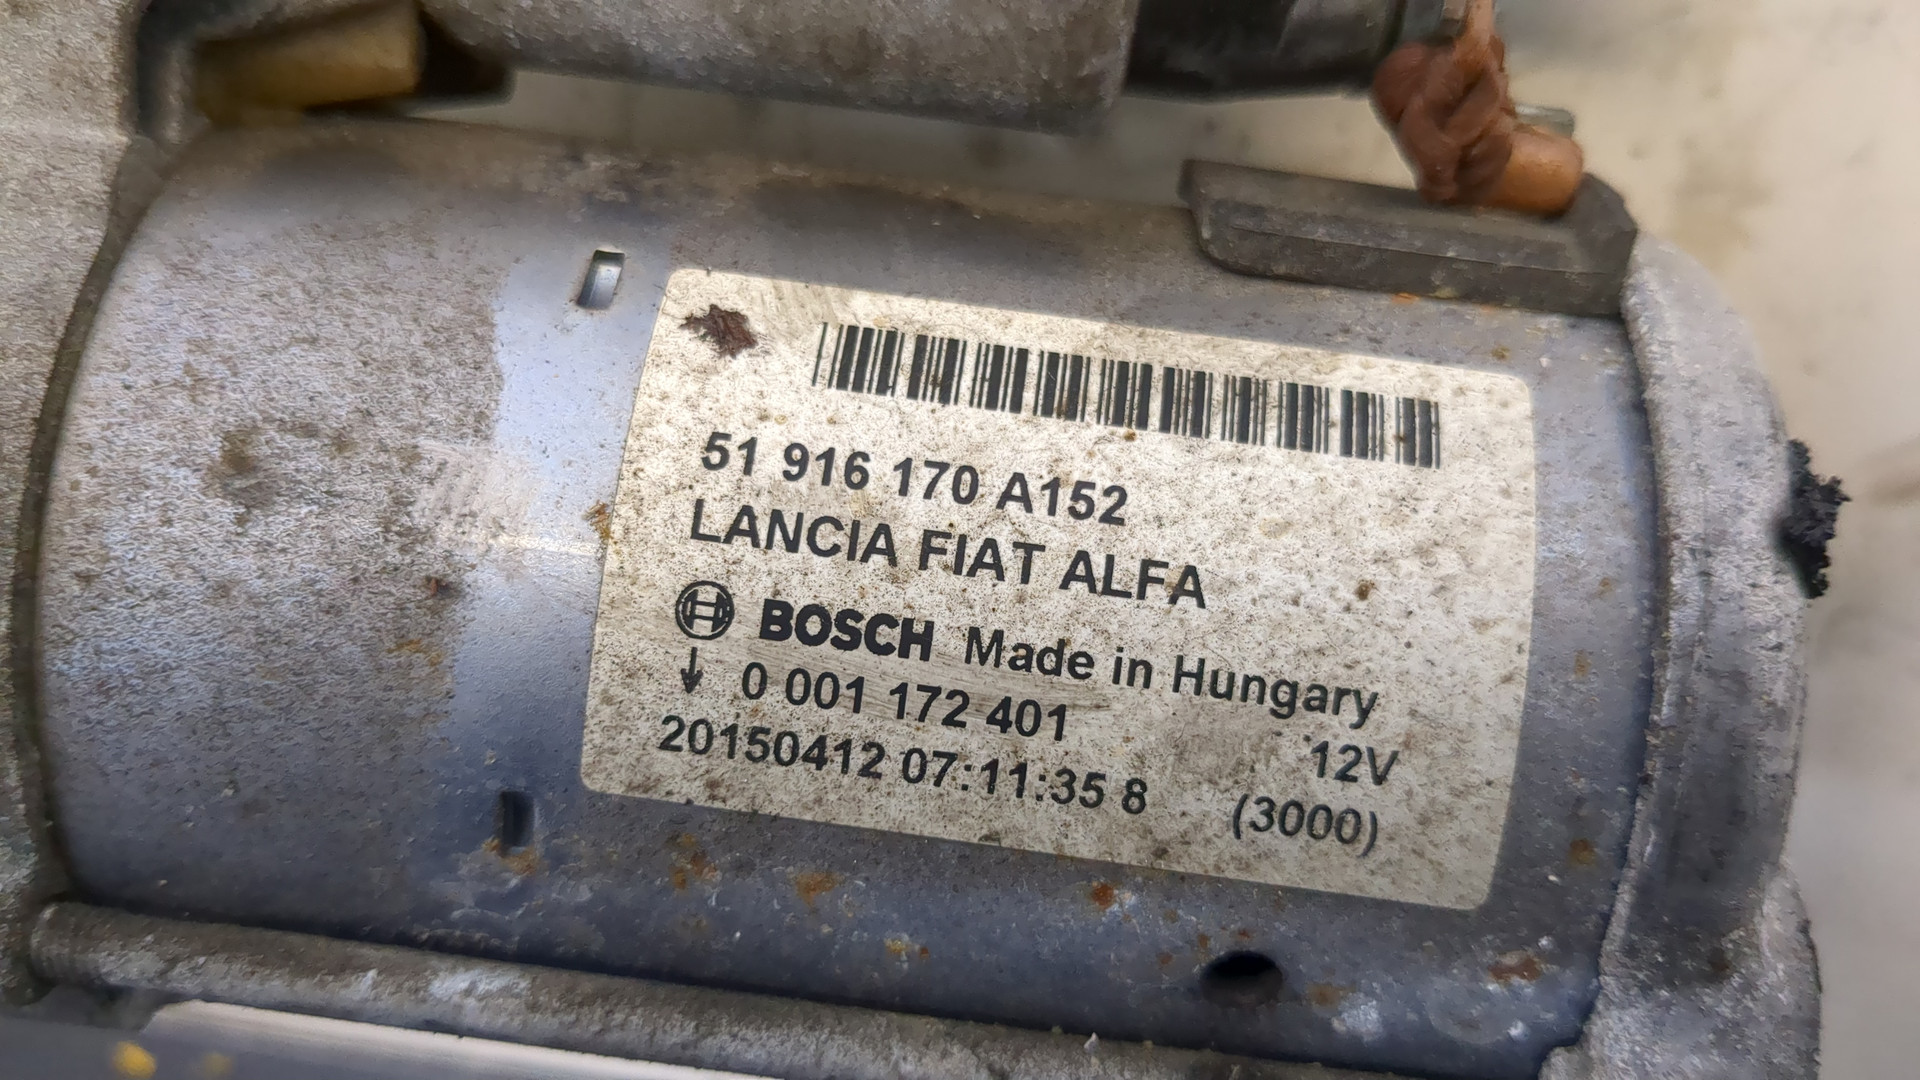 51 916 170 A152
LANCIA FIAT ALFA
BOSCH Made in Hungary
↓ 0 001 172 401 12V
20150412 07:11:35 8 (3000)